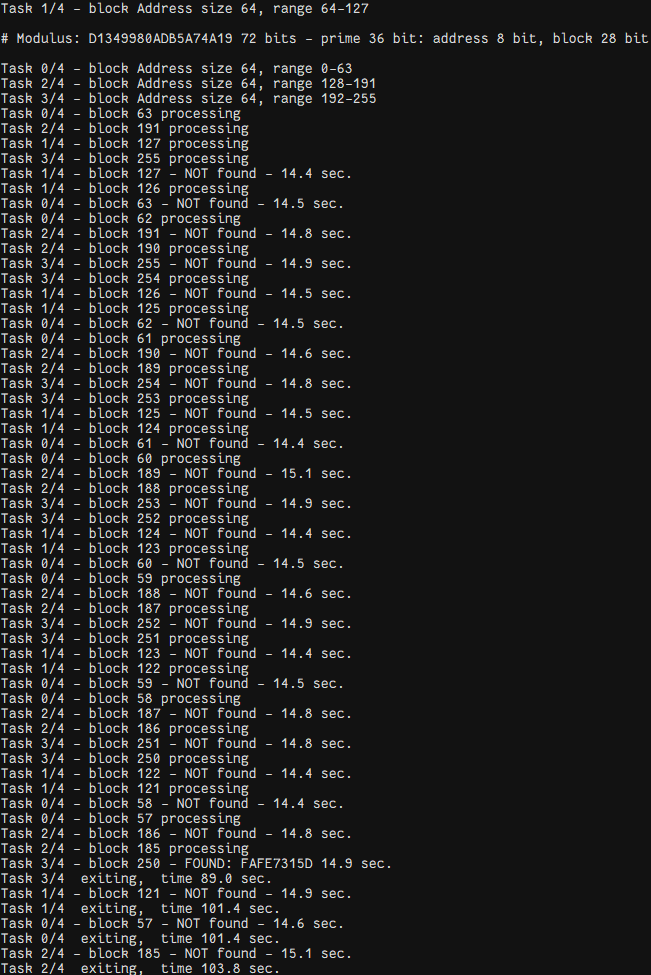 Task 1/4 - block Address size 64, range 64-127
# Modulus: D1349980ADB5A74A19 72 bits - prime 36 bit: address 8 bit, block 28 bit
Task 0/4 - block Address size 64, range 0-63
Task 2/4 - block Address size 64, range 128-191
Task 3/4 - block Address size 64, range 192-255
Task 0/4 - block 63 processing
Task 2/4 - block 191 processing
Task 1/4 - block 127 processing
Task 3/4 - block 255 processing
Task 1/4 - block 127 - NOT found - 14.4 sec.
Task 1/4 - block 126 processing
Task 0/4 - block 63 - NOT found - 14.5 sec.
Task 0/4 - block 62 processing
Task 2/4 - block 191 - NOT found - 14.8 sec.
Task 2/4 - block 190 processing
Task 3/4 - block 255 - NOT found - 14.9 sec.
Task 3/4 - block 254 processing
Task 1/4 - block 126 - NOT found - 14.5 sec.
Task 1/4 - block 125 processing
Task 0/4 - block 62 - NOT found - 14.5 sec.
Task 0/4 - block 61 processing
Task 2/4 - block 190 - NOT found - 14.6 sec.
Task 2/4 - block 189 processing
Task 3/4 - block 254 - NOT found - 14.8 sec.
Task 3/4 - block 253 processing
Task 1/4 - block 125 - NOT found - 14.5 sec.
Task 1/4 - block 124 processing
Task 0/4 - block 61 - NOT found - 14.4 sec.
Task 0/4 - block 60 processing
Task 2/4 - block 189 - NOT found - 15.1 sec.
Task 2/4 - block 188 processing
Task 3/4 - block 253 - NOT found - 14.9 sec.
Task 3/4 - block 252 processing
Task 1/4 - block 124 - NOT found - 14.4 sec.
Task 1/4 - block 123 processing
Task 0/4 - block 60 - NOT found - 14.5 sec.
Task 0/4 - block 59 processing
Task 2/4 - block 188 - NOT found - 14.6 sec.
Task 2/4 - block 187 processing
Task 3/4 - block 252 - NOT found - 14.9 sec.
Task 3/4 - block 251 processing
Task 1/4 - block 123 - NOT found - 14.4 sec.
Task 1/4 - block 122 processing
Task 0/4 - block 59 - NOT found - 14.5 sec.
Task 0/4 - block 58 processing
Task 2/4 - block 187 - NOT found - 14.8 sec.
Task 2/4 - block 186 processing
Task 3/4 - block 251 - NOT found - 14.8 sec.
Task 3/4 - block 250 processing
Task 1/4 - block 122 - NOT found - 14.4 sec.
Task 1/4 - block 121 processing
Task 0/4 - block 58 - NOT found - 14.4 sec.
Task 0/4 - block 57 processing
Task 2/4 - block 186 - NOT found - 14.8 sec.
Task 2/4 - block 185 processing
Task 3/4 - block 250 - FOUND: FAFE7315D 14.9 sec.
Task 3/4  exiting,  time 89.0 sec.
Task 1/4 - block 121 - NOT found - 14.9 sec.
Task 1/4  exiting,  time 101.4 sec.
Task 0/4 - block 57 - NOT found - 14.6 sec.
Task 0/4  exiting,  time 101.4 sec.
Task 2/4 - block 185 - NOT found - 15.1 sec.
Task 2/4  exiting,  time 103.8 sec.